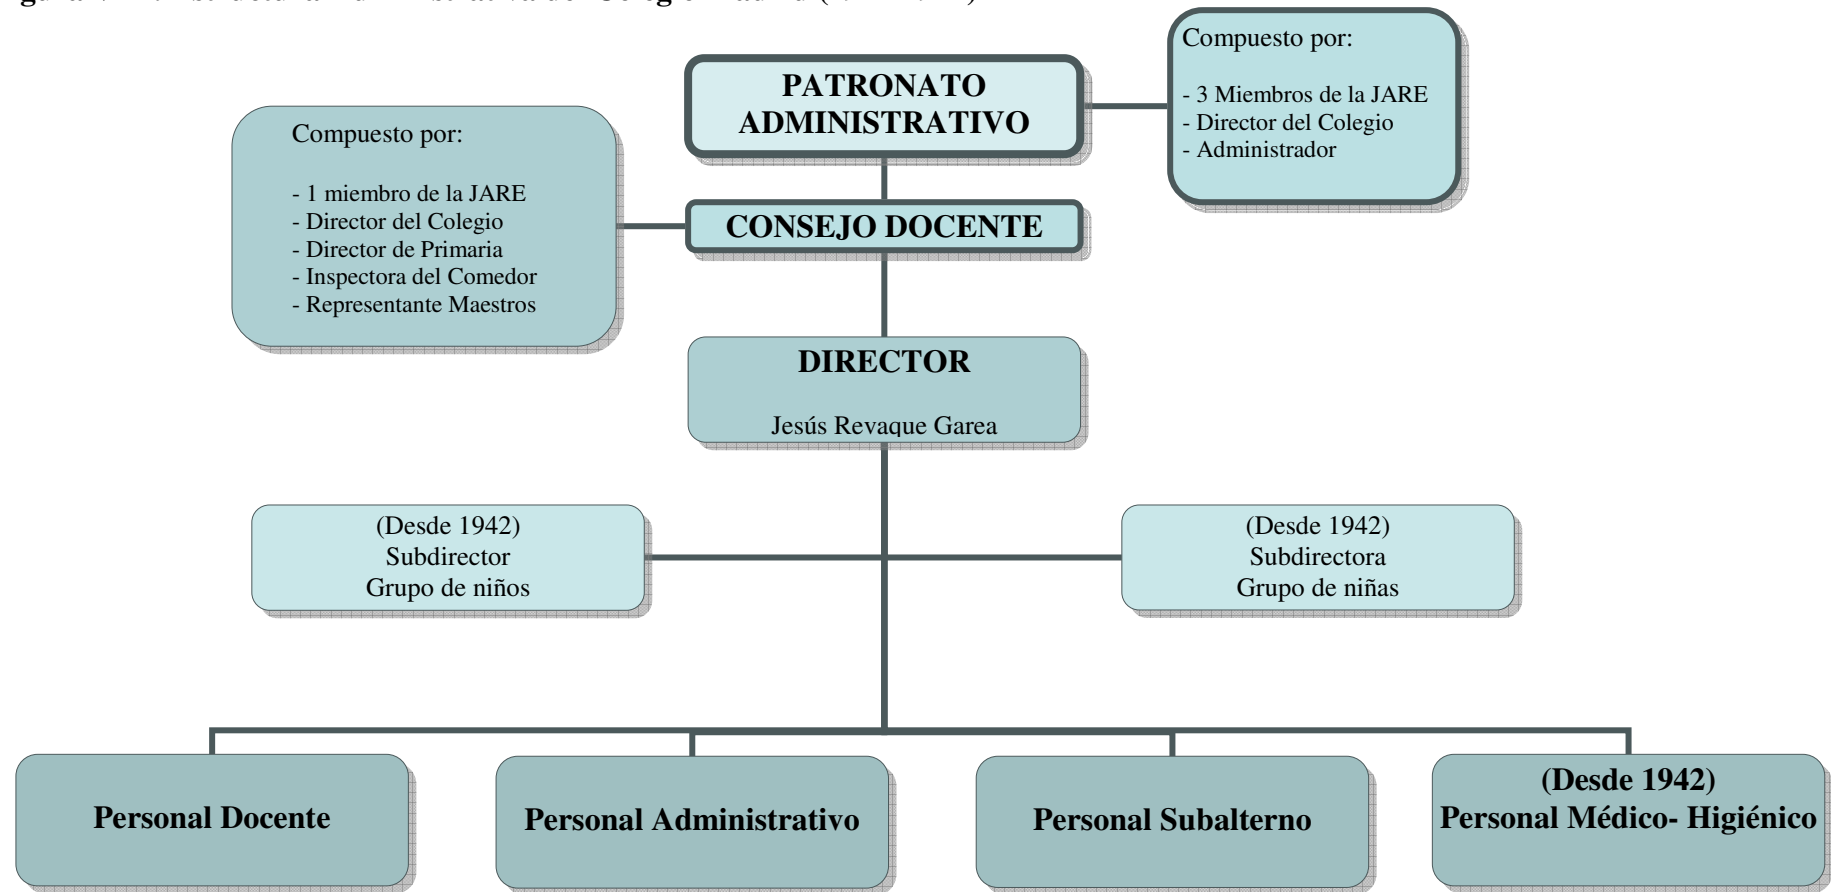 Colegio Madrid
Compuesto por:
- 3 Miembros de la JARE
- Director del Colegio
- Administrador
PATRONATO
ADMINISTRATIVO
Compuesto por:
- 1 miembro de la JARE
- Director del Colegio
- Director de Primaria
- Inspectora del Comedor
- Representante Maestros
CONSEJO DOCENTE
DIRECTOR
Jesús Revaque Garea
(Desde 1942)
Subdirector
Grupo de niños
(Desde 1942)
Subdirectora
Grupo de niñas
Personal Docente
Personal Administrativo
Personal Subalterno
(Desde 1942)
Personal Médico- Higiénico